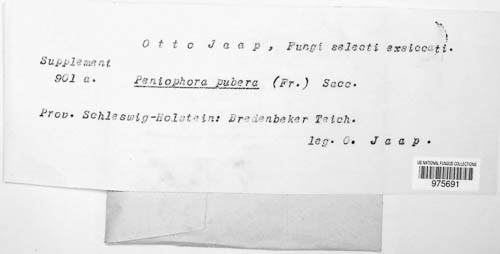 Otto Jaap, Fungi selecti exsiccati.
Supplement
901 a. Peniophora pubera (Fr.) Sacc.
Prov. Schleswig-Holstein: Bredenbeker Teich.
leg. O. Jaap.
US NATIONAL FUNGUS COLLECTIONS
975691